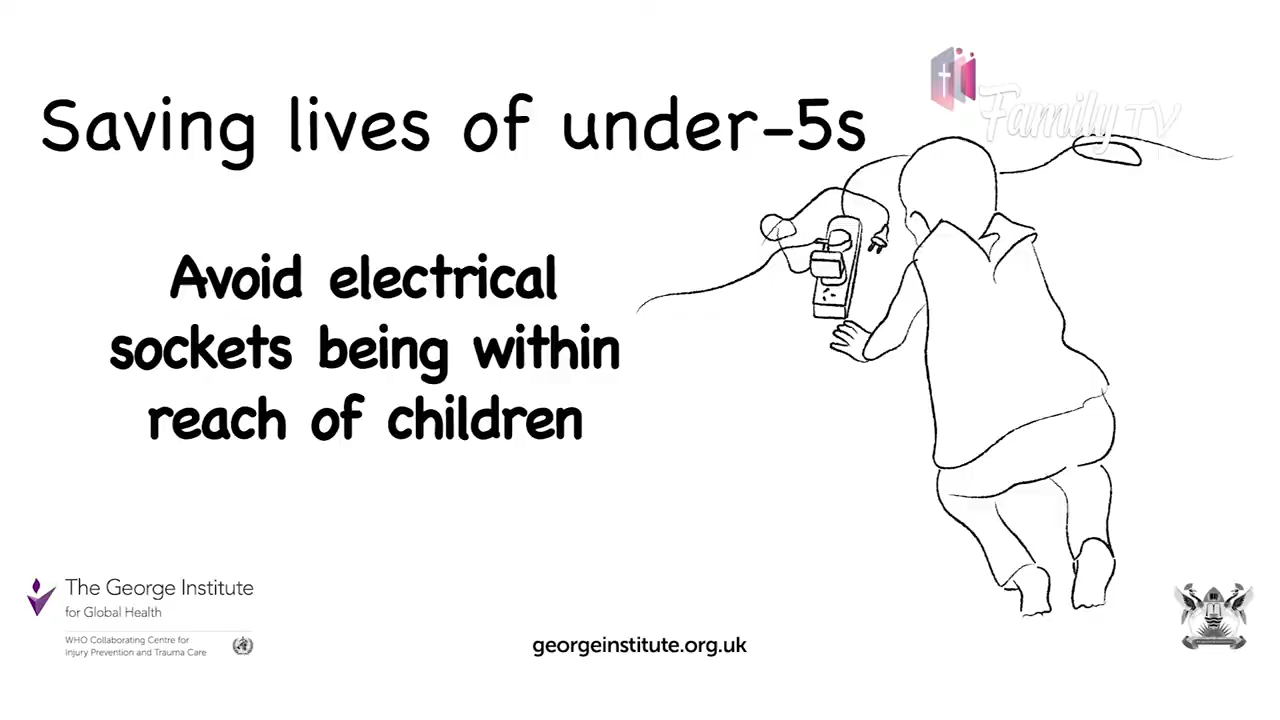 Family TV
Saving lives of under-5s
Avoid electrical
sockets being within
reach of children
The George Institute
for Global Health
WHO Collaborating Centre for
Injury Prevention and Trauma Care
georgeinstitute.org.uk